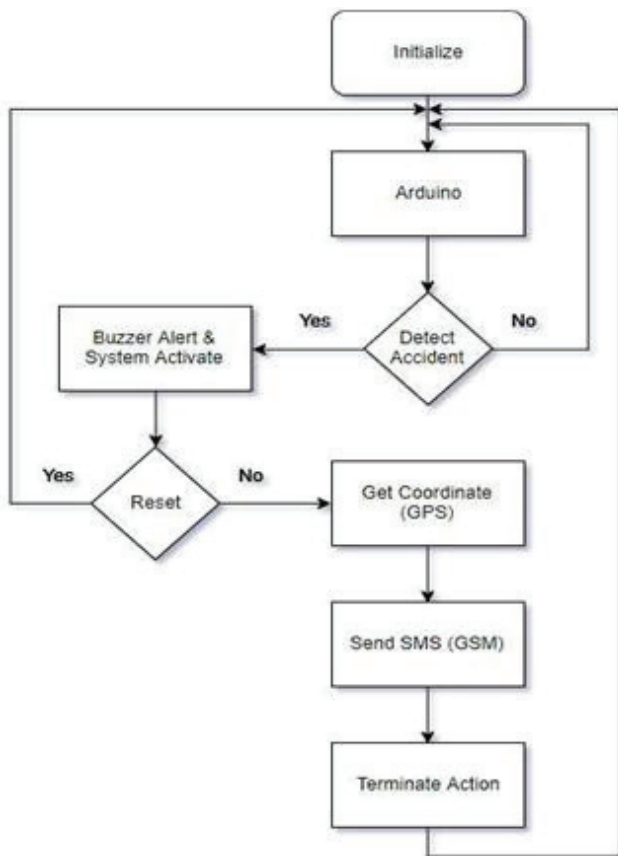 Initialize
Arduino
Yes
No
Detect
Accident
Buzzer Alert &
System Activate
Yes
No
Reset
Get Coordinate
(GPS)
Send SMS (GSM)
Terminate Action